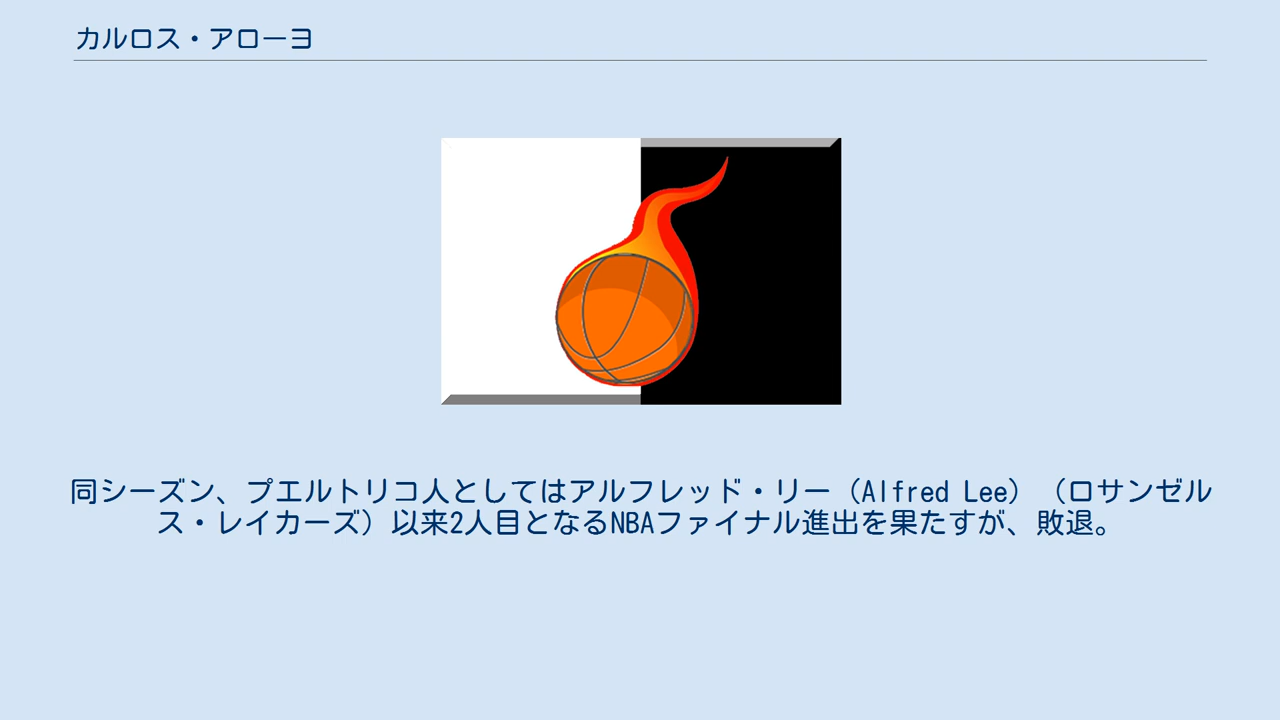 カルロス・アローヨ
同シーズン、プエルトリコ人としてはアルフレッド・リー（Alfred Lee）（ロサンゼル
ス・レイカーズ）以来2人目となるNBAファイナル進出を果たすが、敗退。